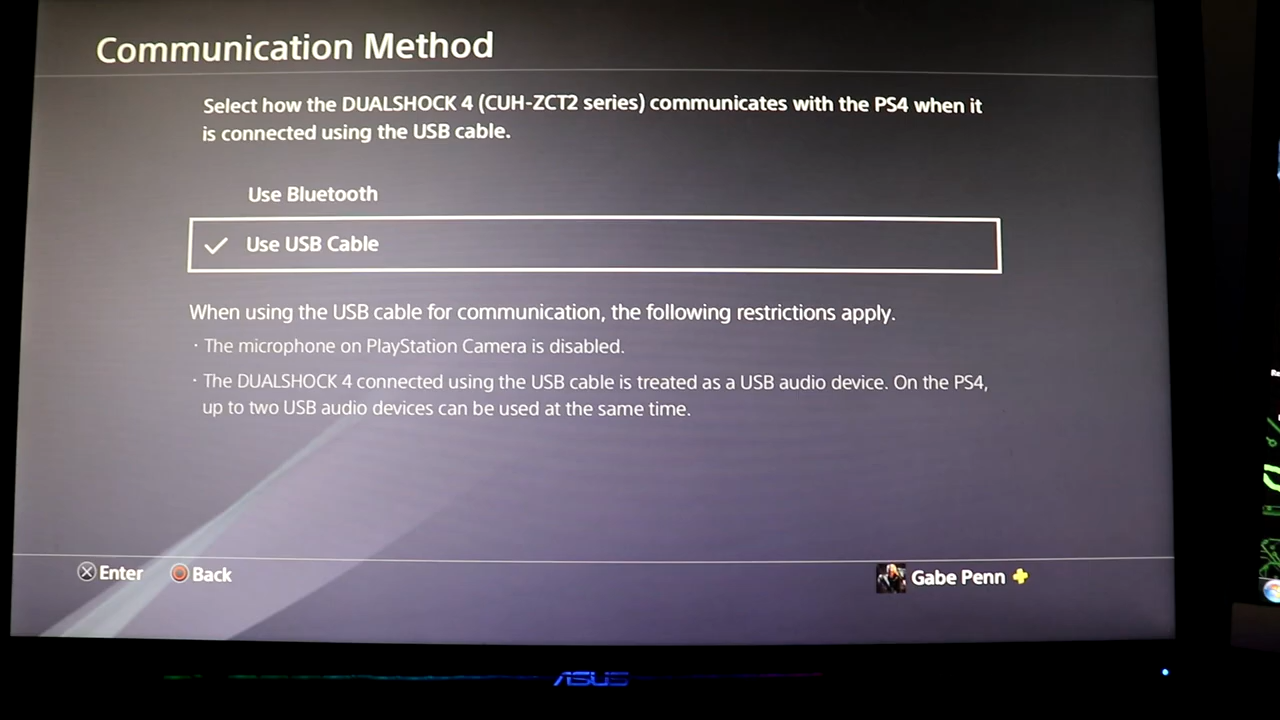 Communication Method
Select how the DUALSHOCK 4 (CUH-ZCT2 series) communicates with the PS4 when it
is connected using the USB cable.
Use Bluetooth
Use USB Cable
When using the USB cable for communication, the following restrictions apply.
· The microphone on PlayStation Camera is disabled.
· The DUALSHOCK 4 connected using the USB cable is treated as a USB audio device. On the PS4,
up to two USB audio devices can be used at the same time.
Enter
Back
Gabe Penn
ASUS